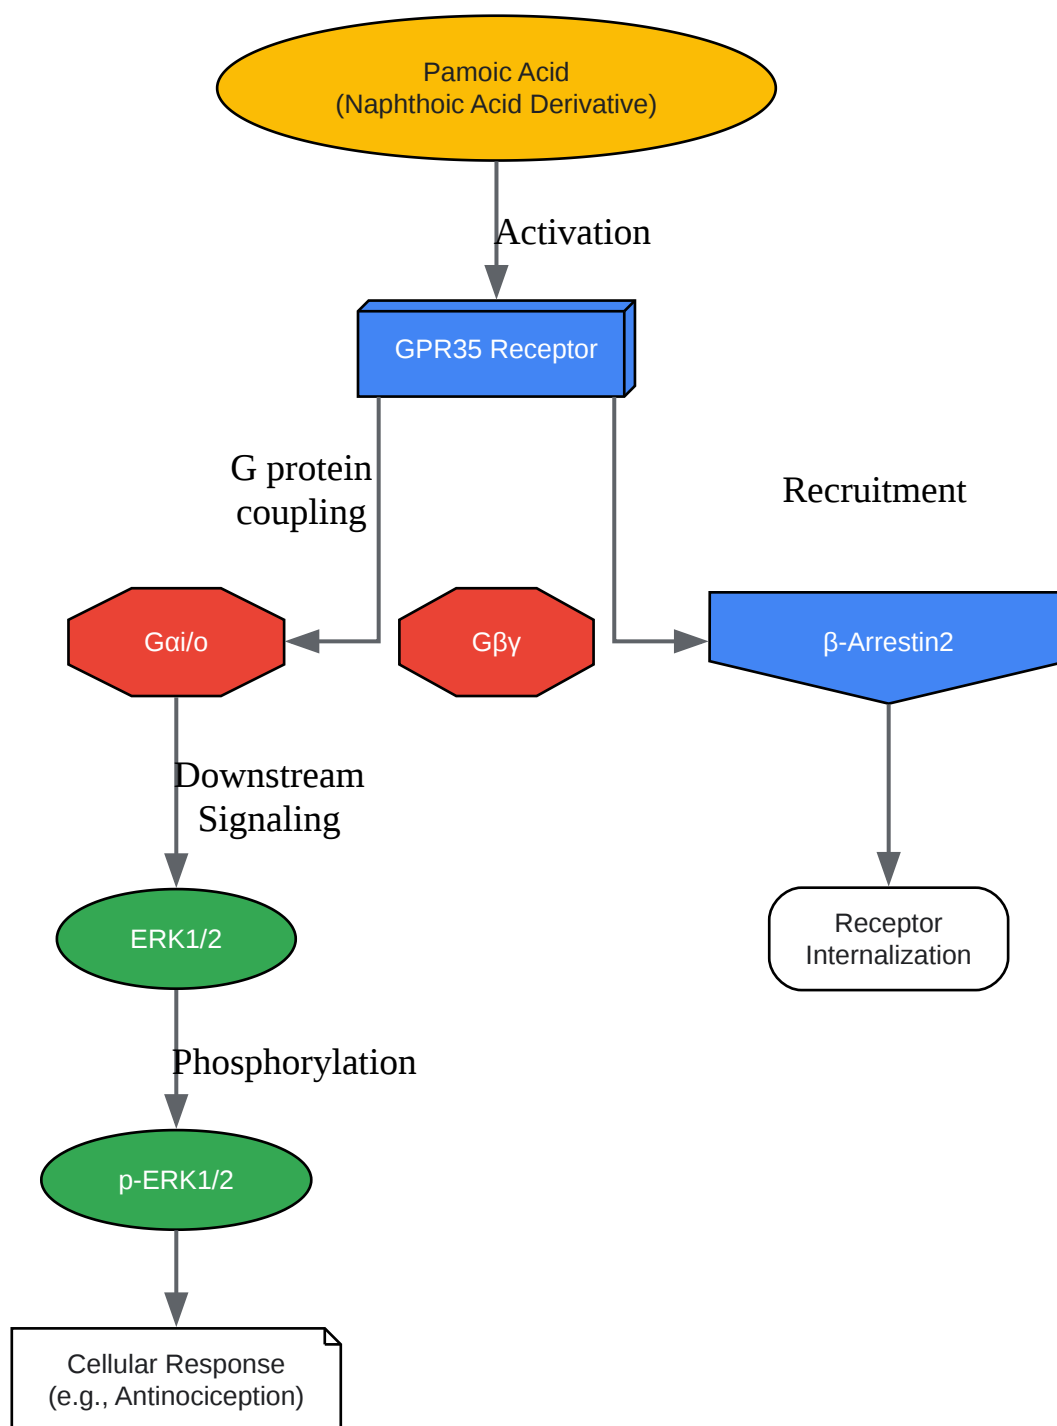 Pamoic Acid
(Naphthoic Acid Derivative)
Activation
GPR35 Receptor
G protein
coupling
Recruitment
Gαi/o
Gβγ
β-Arrestin2
Downstream
Signaling
ERK1/2
Receptor
Internalization
Phosphorylation
p-ERK1/2
Cellular Response
(e.g., Antinociception)